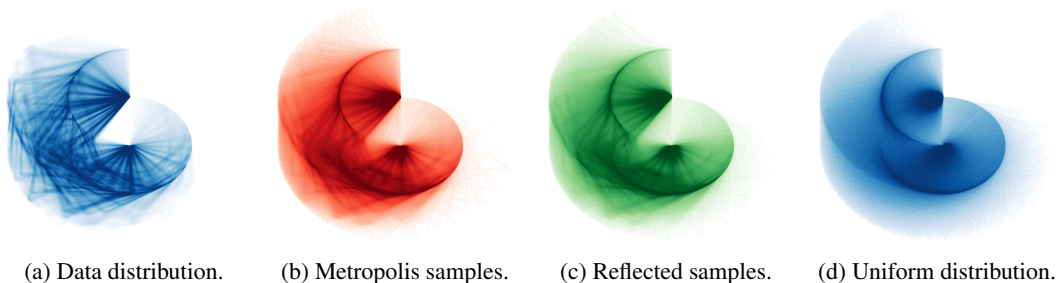 (a) Data distribution.
(b) Metropolis samples.
(c) Reflected samples.
(d) Uniform distribution.